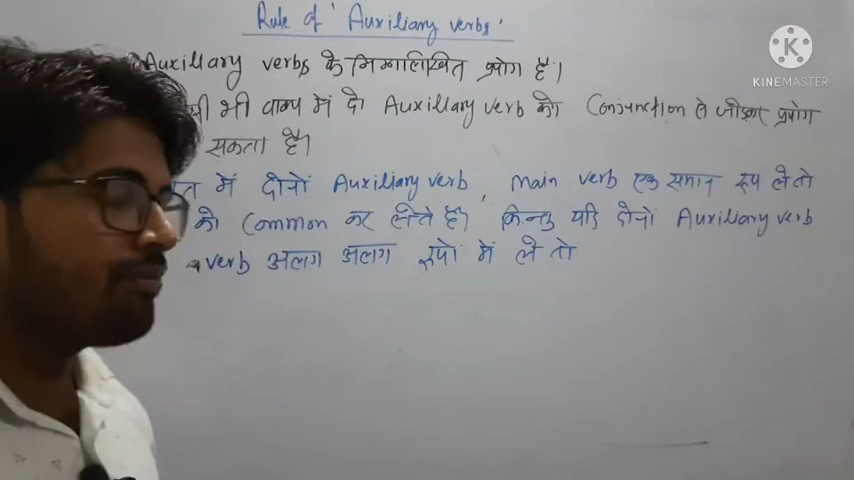 Rule of 'Auxiliary verbs'
Auxiliary verbs के निम्नलिखित प्रयोग है।
भी वाक्य में दो Auxiliary verb को Conjunction से जोड़कर प्रयोग
सकता है।
में दोनों Auxiliary verb, main verb एक समान रूप ले तो
को Common कर लेते है। किन्तु यदि दोनों Auxiliary verb
verb अलग अलग रूपों में ले तो
KINEMASTER